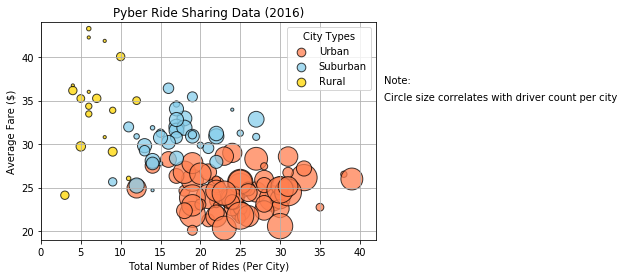 Pyber Ride Sharing Data (2016)
40
35
30
25
20
Average Fare ($)
City Types
Urban
Suburban
Rural
Note:
Circle size correlates with driver count per city
0 5 10 15 20 25 30 35 40
Total Number of Rides (Per City)